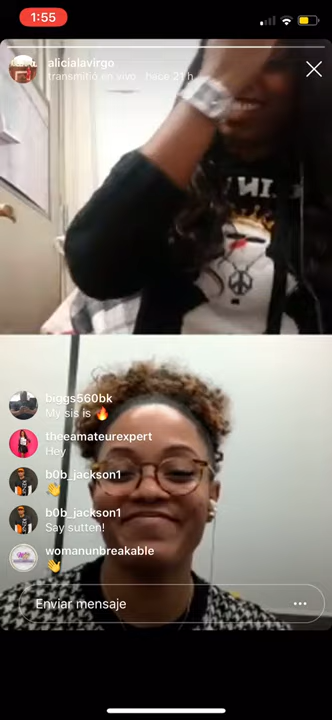 1:55
alicialavirgo
transmitió en vivo · hace 21 h
biggs560bk
My sis is 🔥
theeamateurexpert
Hey
b0b_jackson1
👋
b0b_jackson1
Say sutten!
womanunbreakable
👋
Enviar mensaje